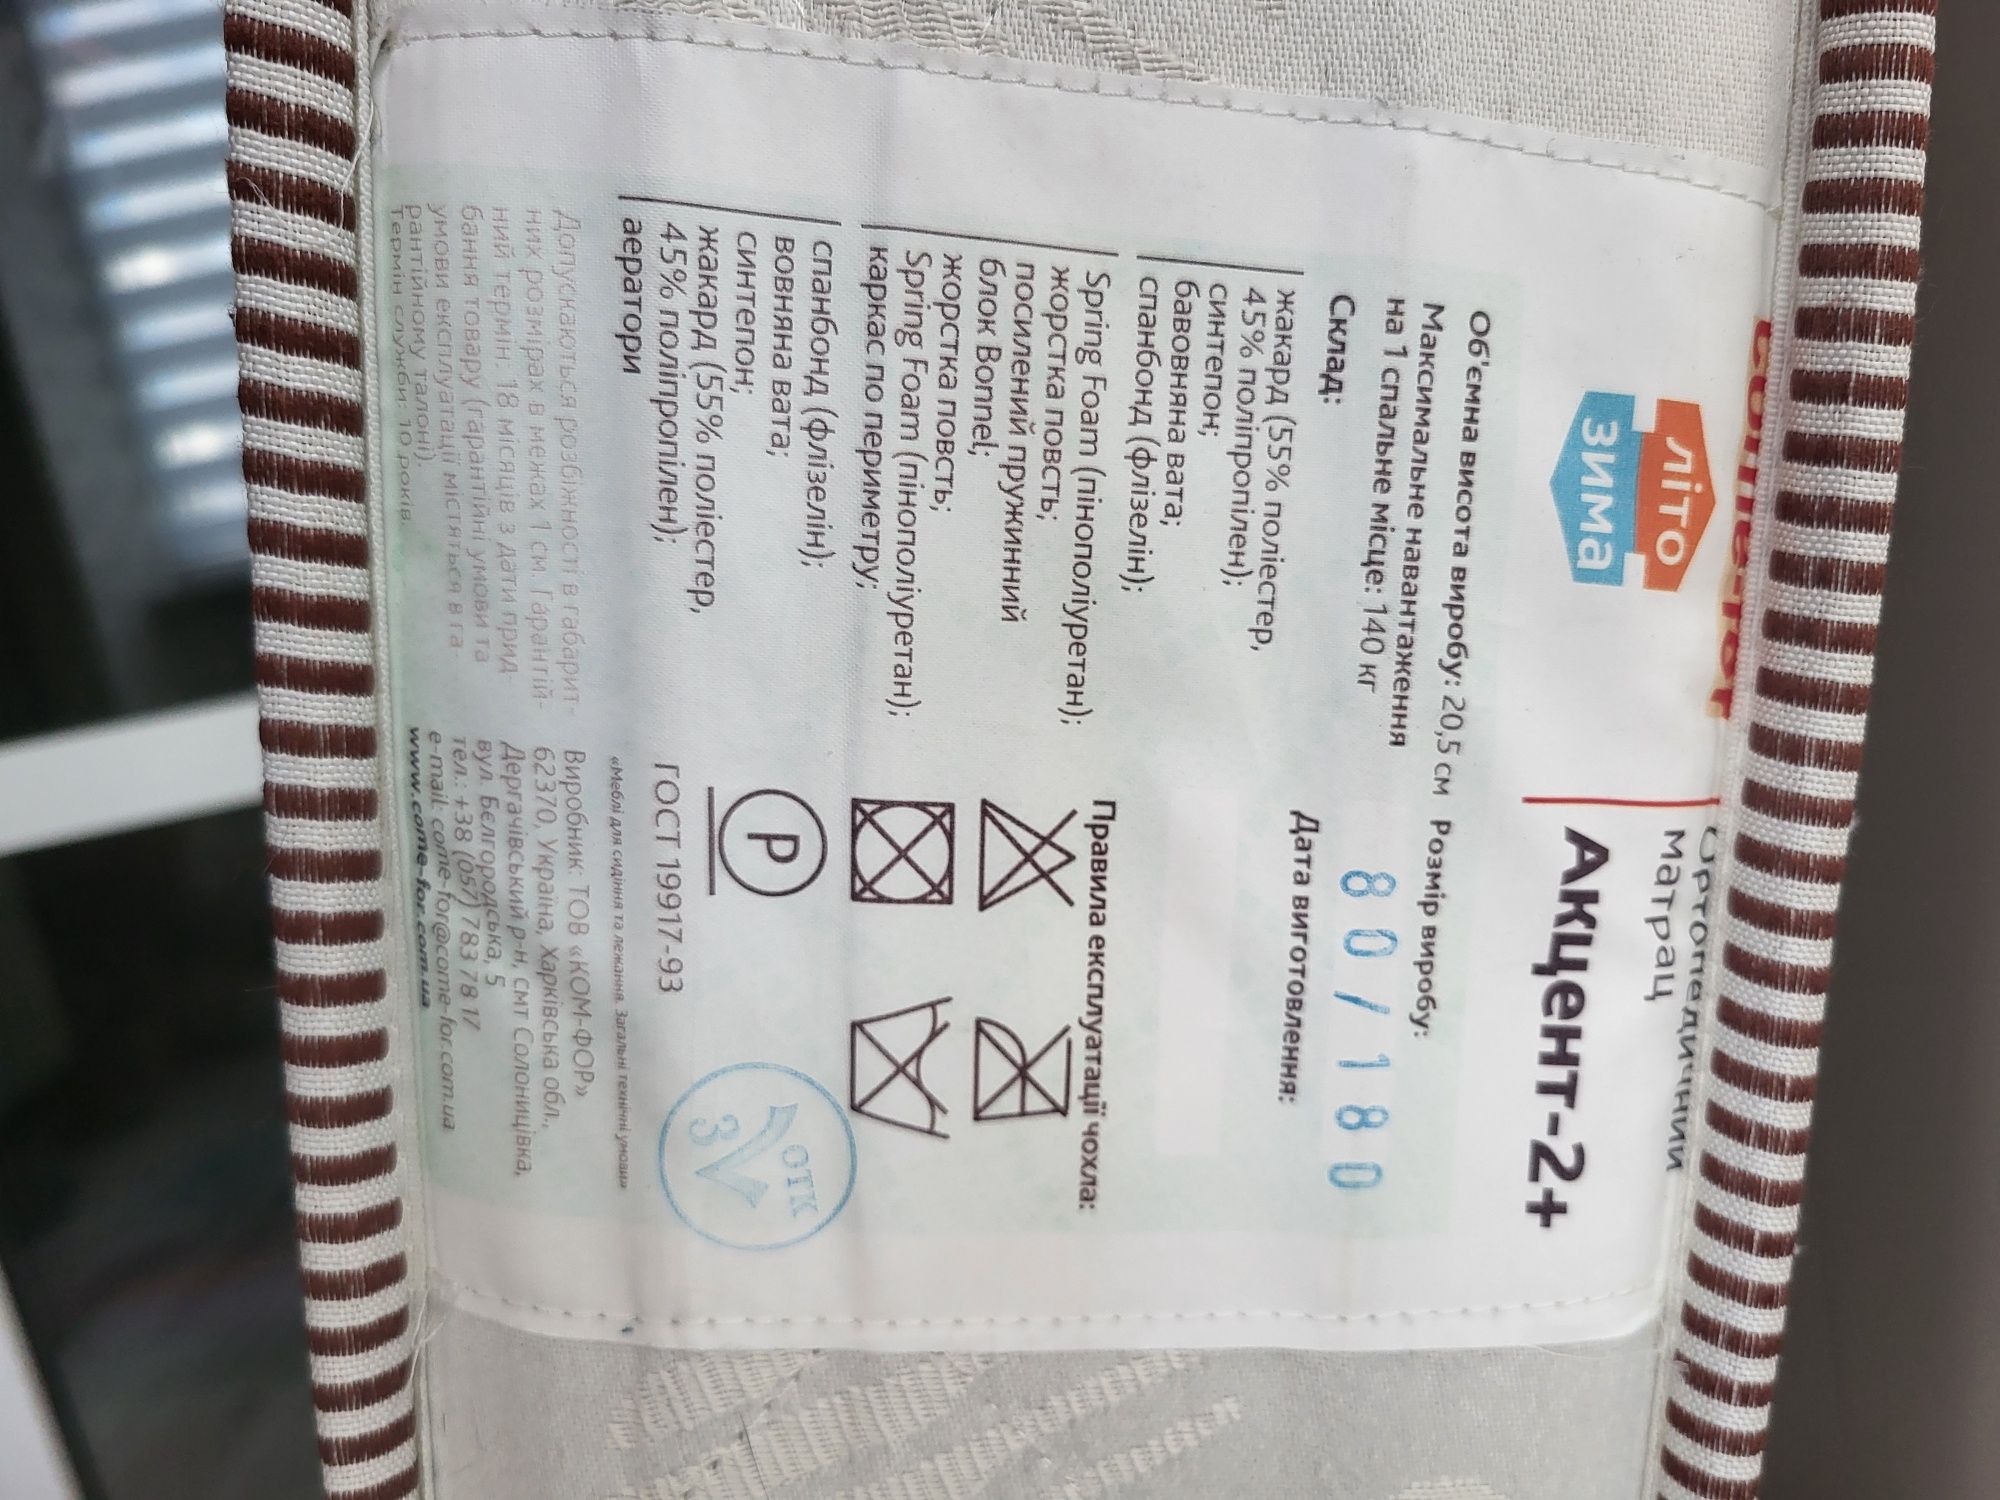 Ортопедичний
матрац
літо
зима
Акцент-2+
Об'ємна висота виробу: 20,5 см
Максимальне навантаження
на 1 спальне місце: 140 кг
Розмір виробу:
80/180
Дата виготовлення:
Склад:
жакард (55% поліестер,
45% поліпропілен);
синтепон;
бавовняна вата;
спанбонд (флізелін);
Spring Foam (пінополіуретан);
жорстка повсть;
посилений пружинний
блок Bonnel;
жорстка повсть;
Spring Foam (пінополіуретан);
каркас по периметру;
спанбонд (флізелін);
вовняна вата;
синтепон;
жакард (55% поліестер,
45% поліпропілен);
аератори
Правила експлуатації чохла:
P
ОТК
3
ГОСТ 19917-93
«Меблі для сидіння та лежання. Загальні технічні умови»
Допускаються розбіжності в габарит-
них розмірах в межах 1 см. Гарантій-
ний термін: 18 місяців з дати прид-
бання товару (гарантійні умови та
умови експлуатації містяться в га-
рантійному талоні).
Термін служби: 10 років.
Виробник: ТОВ «КОМ-ФОР»
62370, Україна, Харківська обл.,
Дергачівський р-н, смт Солоницівка,
вул. Бєлгородська, 5
тел.: +38 (057) 783 78 17
e-mail: come-for@come-for.com.ua
www.come-for.com.ua